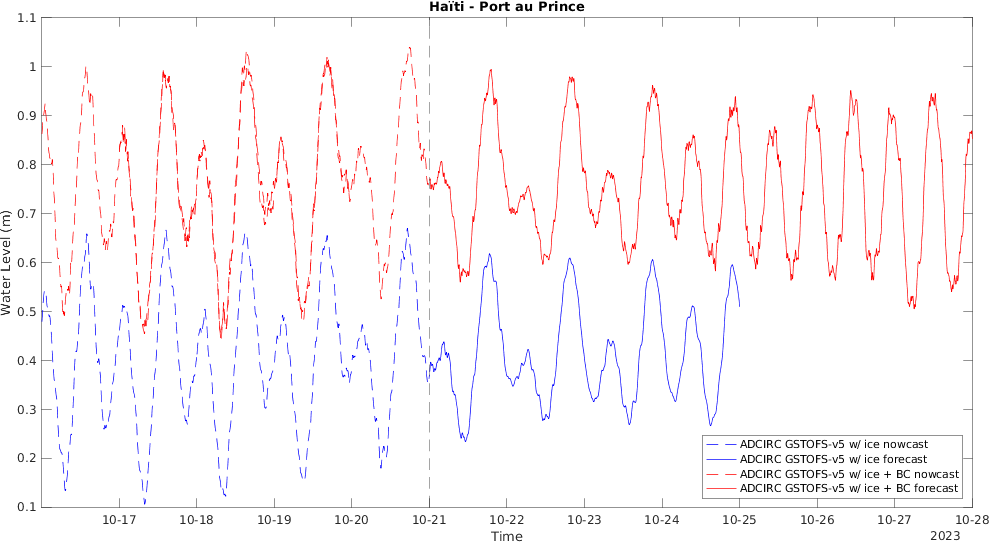 Haïti - Port au Prince
Water Level (m)
1.1
1
0.9
0.8
0.7
0.6
0.5
0.4
0.3
0.2
0.1
ADCIRC GSTOFS-v5 w/ ice nowcast
ADCIRC GSTOFS-v5 w/ ice forecast
ADCIRC GSTOFS-v5 w/ ice + BC nowcast
ADCIRC GSTOFS-v5 w/ ice + BC forecast
10-17 10-18 10-19 10-20 10-21 10-22 10-23 10-24 10-25 10-26 10-27 10-28
Time
2023